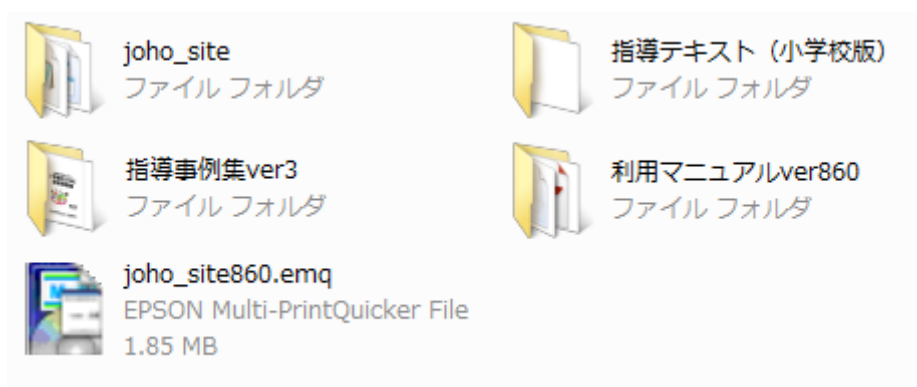 joho_site
ファイル フォルダ
指導テキスト（小学校版）
ファイル フォルダ
指導事例集ver3
ファイル フォルダ
利用マニュアルver860
ファイル フォルダ
joho_site860.emq
EPSON Multi-PrintQuicker File
1.85 MB